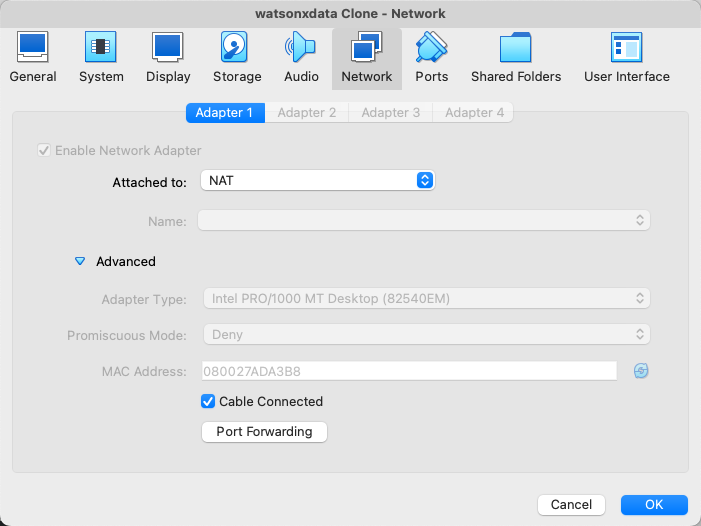 watsonxdata Clone - Network
General System Display Storage Audio Network Ports Shared Folders User Interface
Adapter 1 Adapter 2 Adapter 3 Adapter 4
Enable Network Adapter
Attached to: NAT
Name:
Advanced
Adapter Type: Intel PRO/1000 MT Desktop (82540EM)
Promiscuous Mode: Deny
MAC Address: 080027ADA3B8
Cable Connected
Port Forwarding
Cancel OK